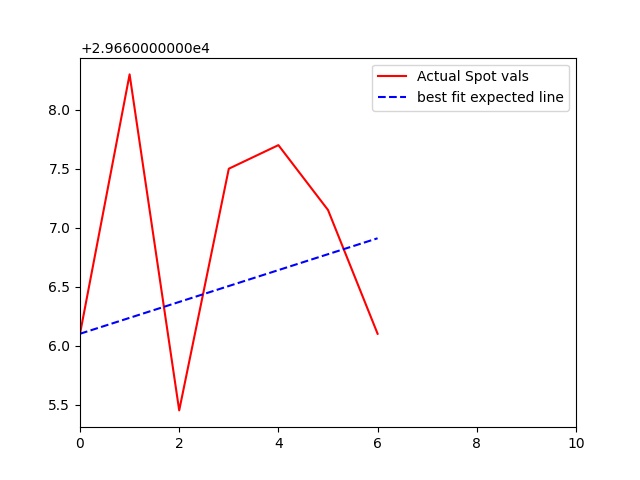 +2.9660000000e4
Actual Spot vals
best fit expected line
8.0
7.5
7.0
6.5
6.0
5.5
0 2 4 6 8 10